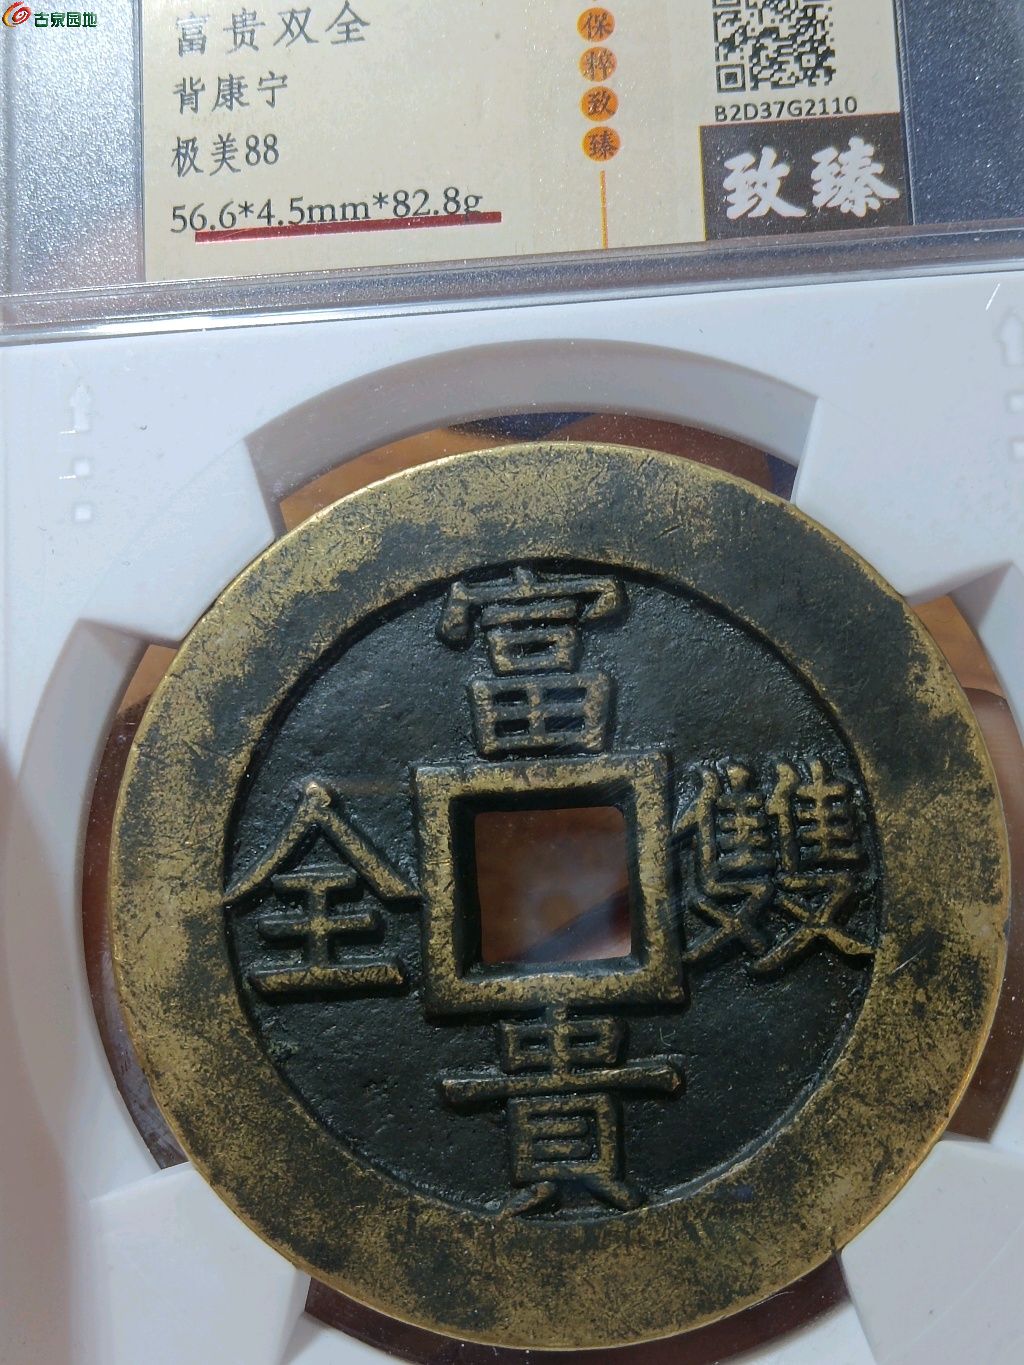 古泉园地
富贵双全
背康宁
极美88
56.6*4.5mm*82.8g
保
粹
致
臻
B2D37G2110
致臻
富
全 雙
貴